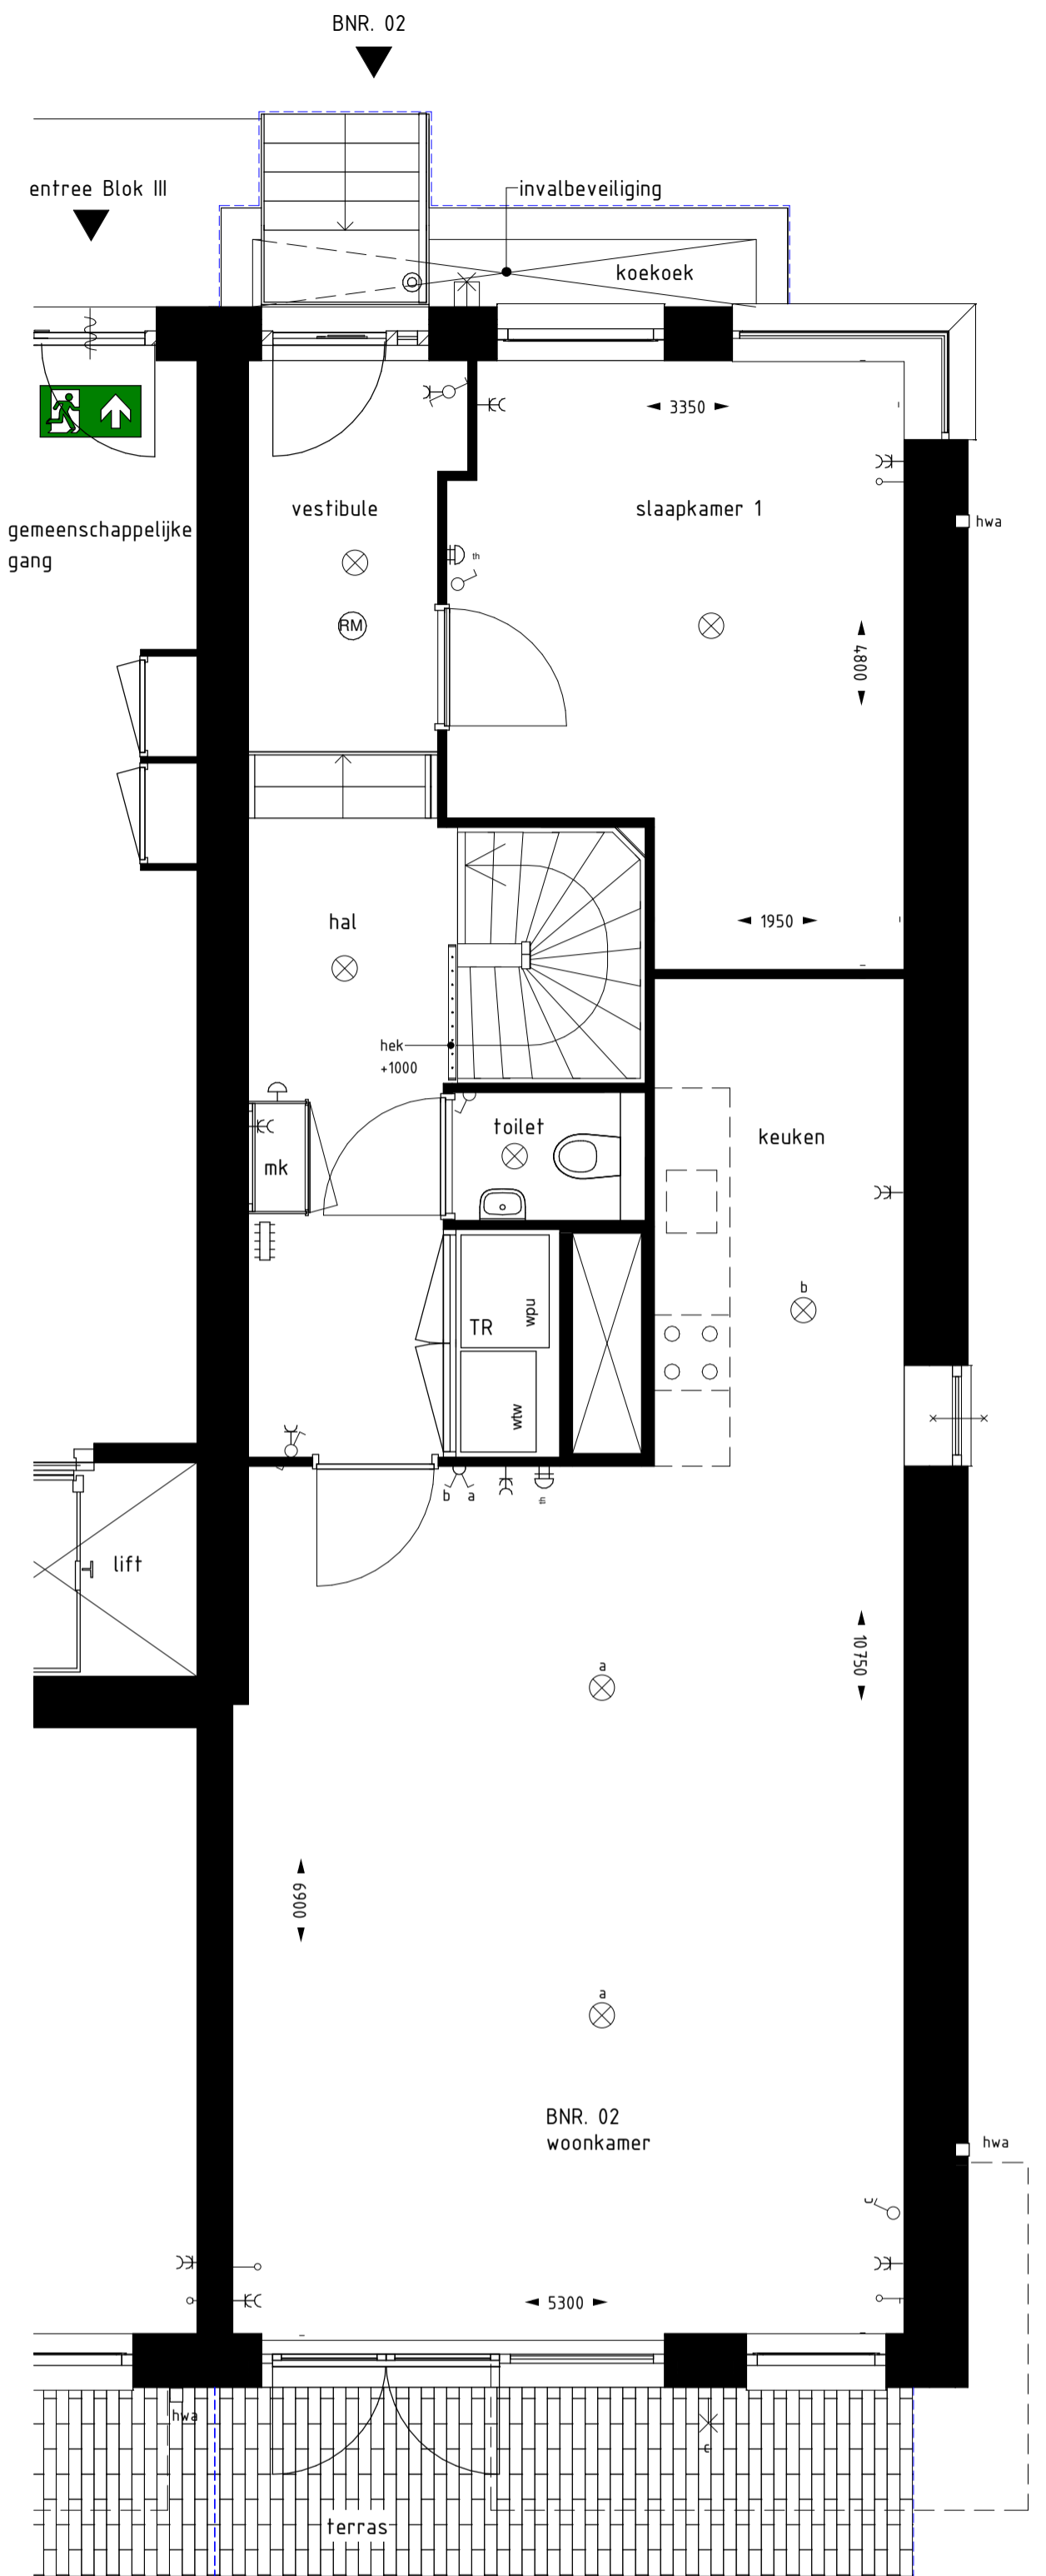 BNR. 02
entree Blok III
invalbeveiliging
koekoek
3350
vestibule
slaapkamer 1
hwa
gemeenschappelijke
gang
th
RM
4800
1950
hal
hek
+1000
toilet
keuken
mk
b
wpu
TR
wtw
b a
th
lift
a
10750
6900
a
BNR. 02
woonkamer
hwa
c
5300
hwa
c
terras